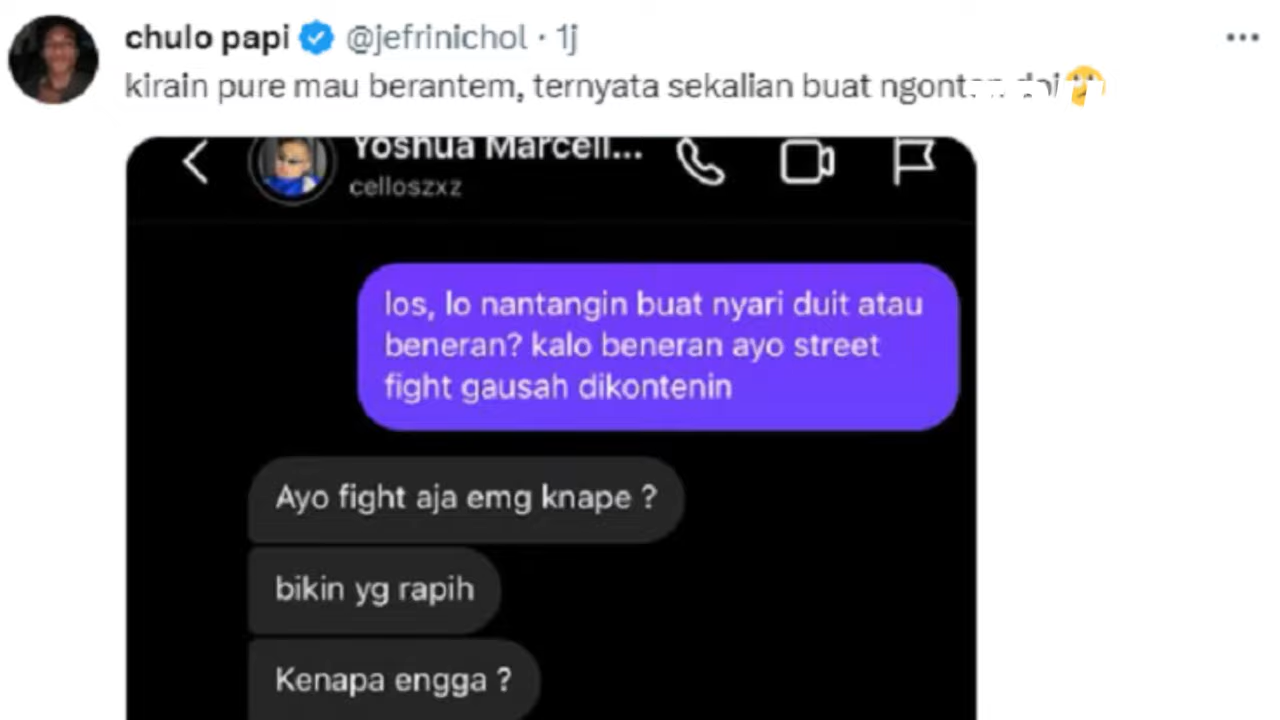 chulo papi @jefrinichol · 1j
kirain pure mau berantem, ternyata sekalian buat
Yoshua Marcell...
celloszxz
los, lo nantangin buat nyari duit atau
beneran? kalo beneran ayo street
fight gausah dikontenin
Ayo fight aja emg knape ?
bikin yg rapih
Kenapa engga ?